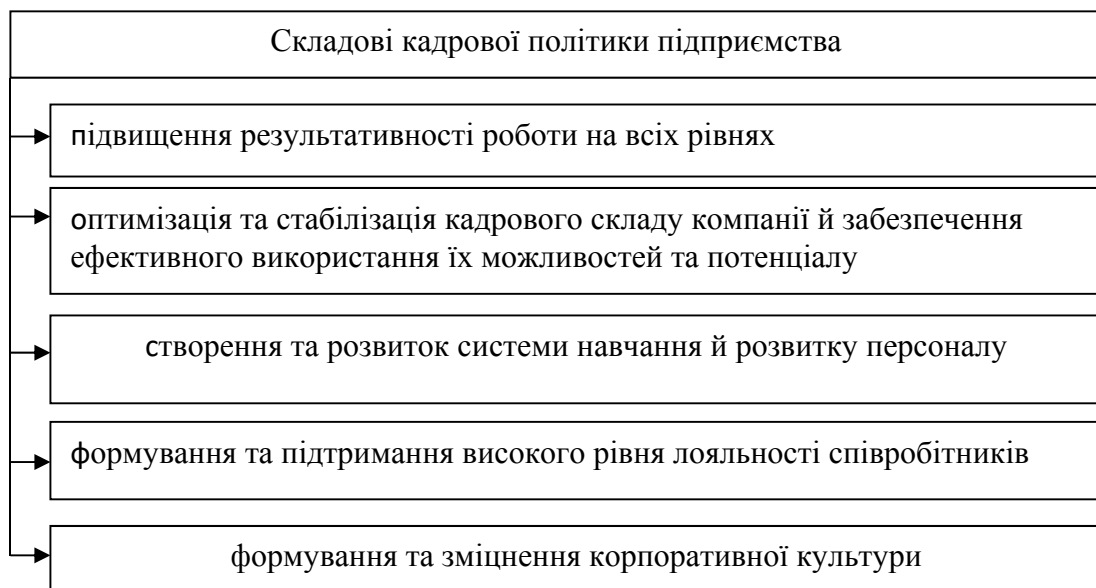 Складові кадрової політики підприємства
підвищення результативності роботи на всіх рівнях
оптимізація та стабілізація кадрового складу компанії й забезпечення
ефективного використання їх можливостей та потенціалу
створення та розвиток системи навчання й розвитку персоналу
формування та підтримання високого рівня лояльності співробітників
формування та зміцнення корпоративної культури